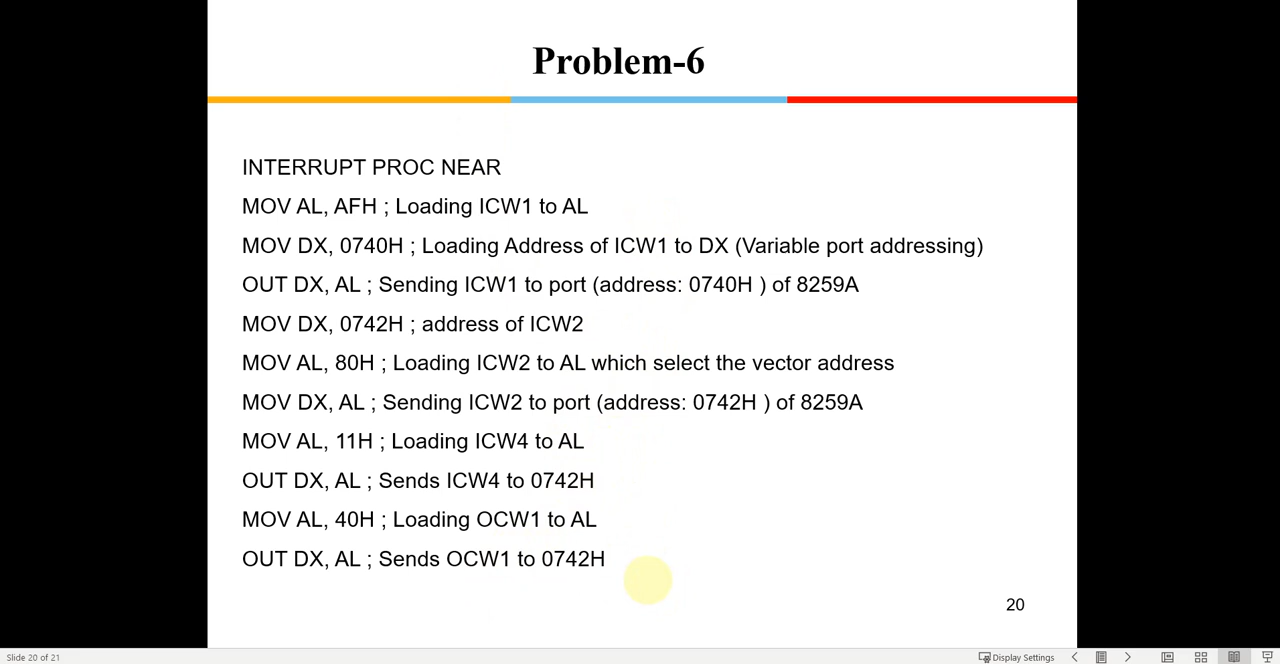 Problem-6
INTERRUPT PROC NEAR
MOV AL, AFH ; Loading ICW1 to AL
MOV DX, 0740H ; Loading Address of ICW1 to DX (Variable port addressing)
OUT DX, AL ; Sending ICW1 to port (address: 0740H ) of 8259A
MOV DX, 0742H ; address of ICW2
MOV AL, 80H ; Loading ICW2 to AL which select the vector address
MOV DX, AL ; Sending ICW2 to port (address: 0742H ) of 8259A
MOV AL, 11H ; Loading ICW4 to AL
OUT DX, AL ; Sends ICW4 to 0742H
MOV AL, 40H ; Loading OCW1 to AL
OUT DX, AL ; Sends OCW1 to 0742H
20
Slide 20 of 21
Display Settings